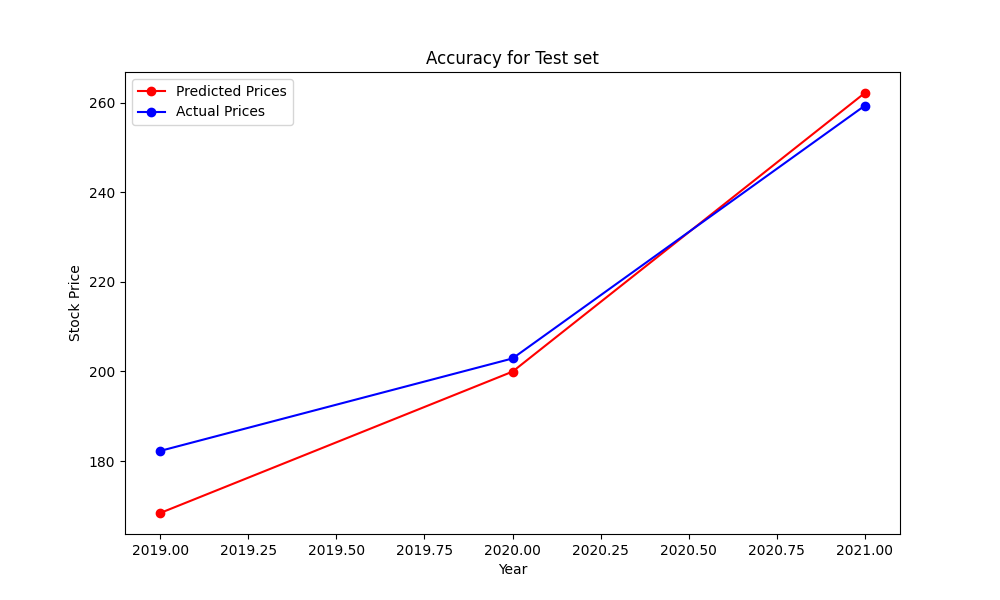 Accuracy for Test set
Predicted Prices
Actual Prices
260
240
220
200
180
Stock Price
2019.00 2019.25 2019.50 2019.75 2020.00 2020.25 2020.50 2020.75 2021.00
Year